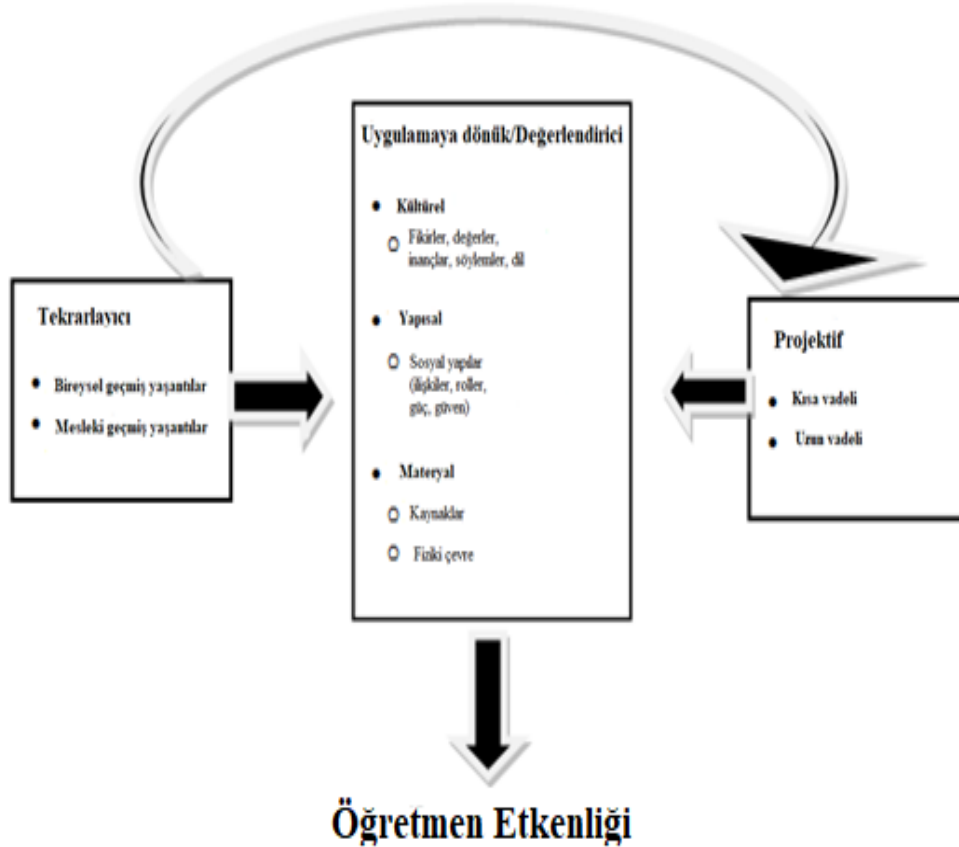 Uygulamaya dönük/Değerlendirici
• Kültürel
o Fikirler, değerler,
inançlar, söylemler, dil
• Yapısal
o Sosyal yapılar
(ilişkiler, roller,
güç, güven)
• Materyal
o Kaynaklar
o Fiziki çevre
Tekrarlayıcı
• Bireysel geçmiş yaşantılar
• Mesleki geçmiş yaşantılar
Projektif
• Kısa vadeli
• Uzun vadeli
Öğretmen Etkenliği